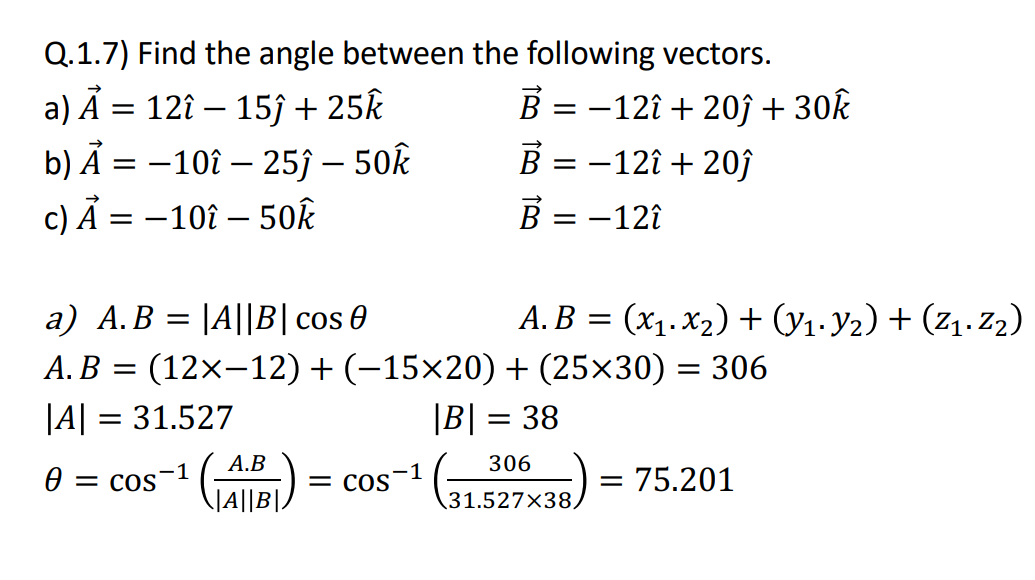 Q.1.7) Find the angle between the following vectors.
a) A⃗ = 12î − 15ĵ + 25k̂ B⃗ = −12î + 20ĵ + 30k̂
b) A⃗ = −10î − 25ĵ − 50k̂ B⃗ = −12î + 20ĵ
c) A⃗ = −10î − 50k̂ B⃗ = −12î
a) A.B = |A||B| cos θ A.B = (x₁.x₂) + (y₁.y₂) + (z₁.z₂)
A.B = (12×−12) + (−15×20) + (25×30) = 306
|A| = 31.527 |B| = 38
θ = cos⁻¹ (A.B / |A||B|) = cos⁻¹ (306 / 31.527×38) = 75.201